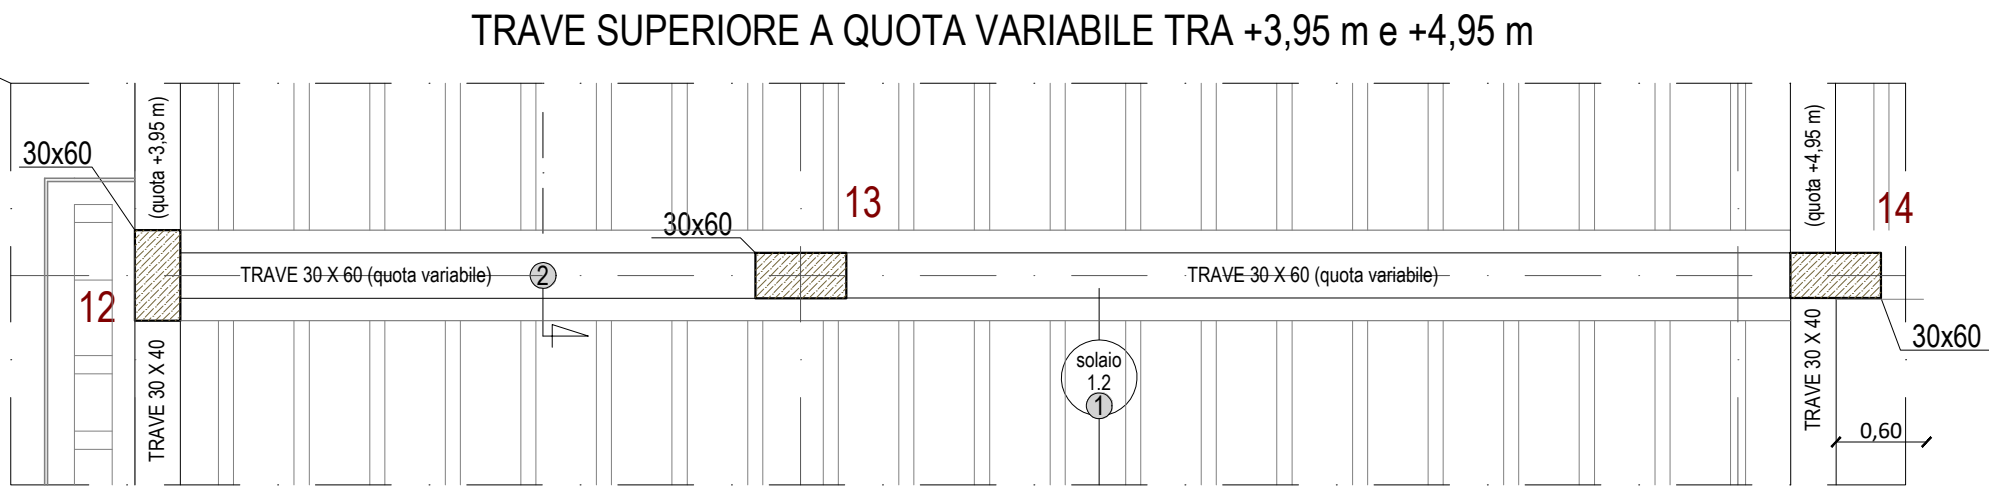 TRAVE SUPERIORE A QUOTA VARIABILE TRA +3,95 m e +4,95 m
(quota +3,95 m)
(quota +4,95 m)
30x60
13
14
30x60
TRAVE 30 X 60 (quota variabile)
2
TRAVE 30 X 60 (quota variabile)
12
30x60
TRAVE 30 X 40
solaio
1.2
1
TRAVE 30 X 40
0,60